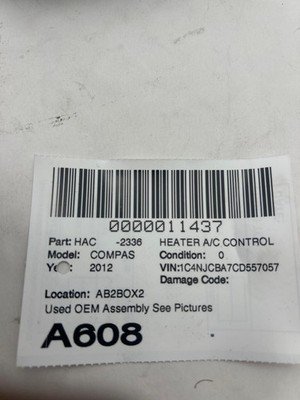 0000011437
Part: HAC -2336 HEATER A/C CONTROL
Model: COMPAS Condition: 0
2012 VIN:1C4NJCBA7CD557057
Damage Code:
Location: AB2BOX2
Used OEM Assembly See Pictures
A608